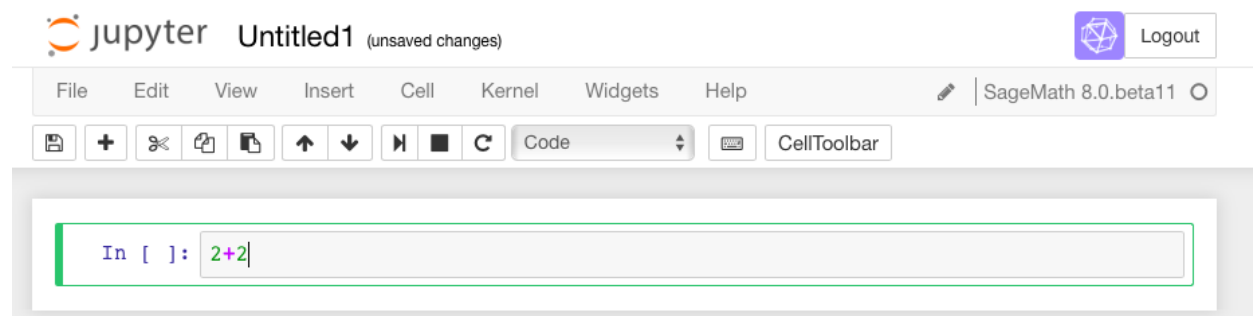 jupyter Untitled1 (unsaved changes) Logout
File Edit View Insert Cell Kernel Widgets Help SageMath 8.0.beta11
Code CellToolbar
In [ ]: 2+2